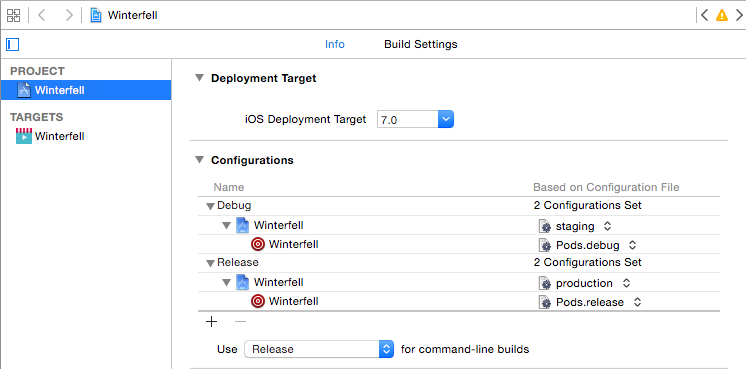 Winterfell
Info Build Settings
PROJECT
Winterfell
TARGETS
Winterfell
Deployment Target
iOS Deployment Target 7.0
Configurations
Name Based on Configuration File
Debug 2 Configurations Set
Winterfell staging
Winterfell Pods.debug
Release 2 Configurations Set
Winterfell production
Winterfell Pods.release
Use Release for command-line builds